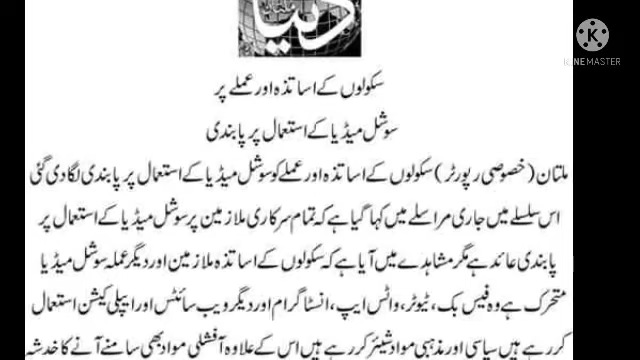 دنیا
KINEMASTER
سکولوں کے اساتذہ اور عملے پر
سوشل میڈیا کے استعمال پر پابندی
ملتان (خصوصی رپورٹر) سکولوں کے اساتذہ اور عملے کو سوشل میڈیا کے استعمال پر پابندی لگا دی گئی
اس سلسلے میں جاری مراسلے میں کہا گیا ہے کہ تمام سرکاری ملازمین پر سوشل میڈیا کے استعمال پر
پابندی عائد ہے مگر مشاہدے میں آیا ہے کہ سکولوں کے اساتذہ ملازمین اور دیگر عملہ سوشل میڈیا
متحرک ہے وہ فیس بک، ٹیوٹر، واٹس ایپ، انسٹا گرام اور دیگر ویب سائٹس اور ایپلی کیشن استعمال
کر رہے ہیں سیاسی اور مذہبی مواد شیئر کر رہے ہیں اس کے علاوہ آفیشلی مواد بھی سامنے آنے کا خدشہ